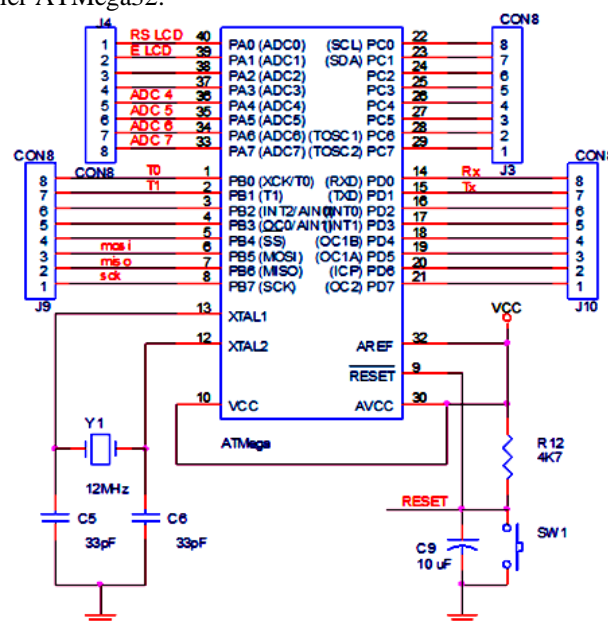 er ATMega32.
J4
CON8
1 RS LCD 40 PA0 (ADC0) (SCL) PC0 22 8
2 E LCD 39 PA1 (ADC1) (SDA) PC1 23 7
3 38 PA2 (ADC2) PC2 24 6
4 37 PA3 (ADC3) PC3 25 5
5 ADC 4 36 PA4 (ADC4) PC4 26 4
6 ADC 5 35 PA5 (ADC5) PC5 27 3
7 ADC 6 34 PA6 (ADC6) (TOSC1) PC6 28 2
8 ADC 7 33 PA7 (ADC7) (TOSC2) PC7 29 1
CON8 CON8 J3 CON8
8 T0 1 PB0 (XCK/T0) (RXD) PD0 14 Rx 8
7 T1 2 PB1 (T1) (TXD) PD1 15 Tx 7
6 3 PB2 (INT2/AIN0) (INT0) PD2 16 6
5 4 PB3 (OC0/AIN1) (INT1) PD3 17 5
4 5 PB4 (SS) (OC1B) PD4 18 4
3 mosi 6 PB5 (MOSI) (OC1A) PD5 19 3
2 miso 7 PB6 (MISO) (ICP) PD6 20 2
1 sck 8 PB7 (SCK) (OC2) PD7 21 1
J9 J10
13 XTAL1
VCC
12 XTAL2 AREF 32
RESET 9
10 VCC AVCC 30
Y1
ATMega
R12
4K7
12MHz
RESET
C5 C6 SW1
33pF 33pF
C9
10 uF